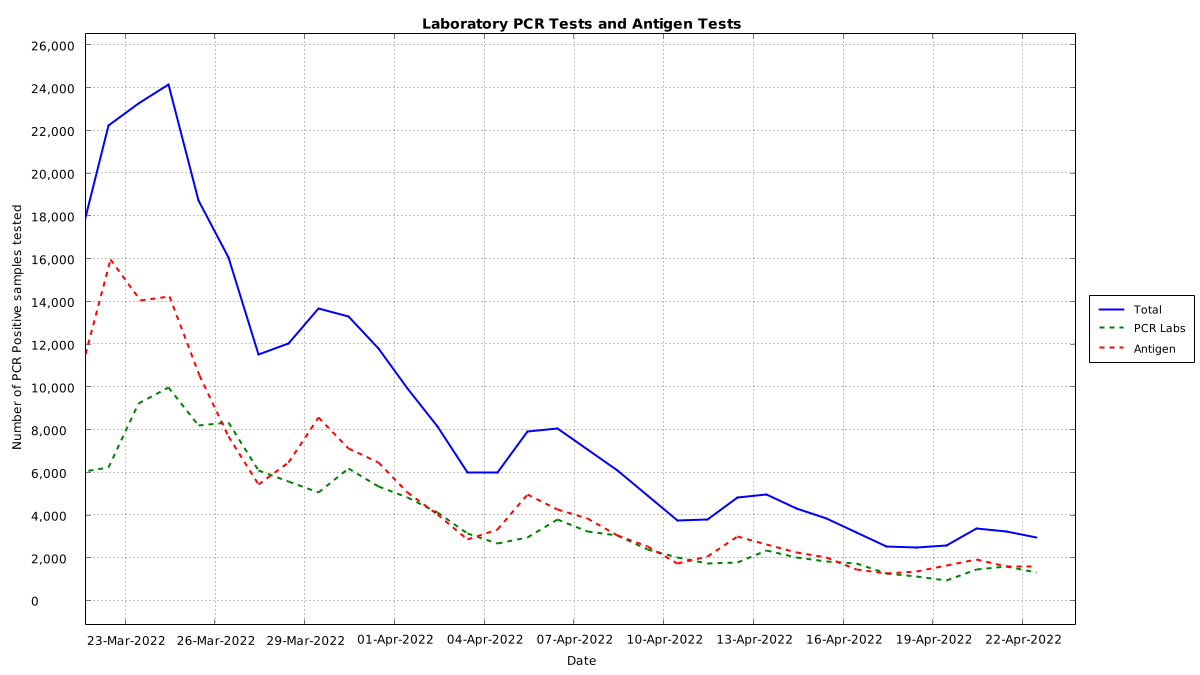 Laboratory PCR Tests and Antigen Tests
26,000
24,000
22,000
20,000
18,000
16,000
14,000
12,000
10,000
8,000
6,000
4,000
2,000
0
Number of PCR Positive samples tested
23-Mar-2022 26-Mar-2022 29-Mar-2022 01-Apr-2022 04-Apr-2022 07-Apr-2022 10-Apr-2022 13-Apr-2022 16-Apr-2022 19-Apr-2022 22-Apr-2022
Date
Total
PCR Labs
Antigen